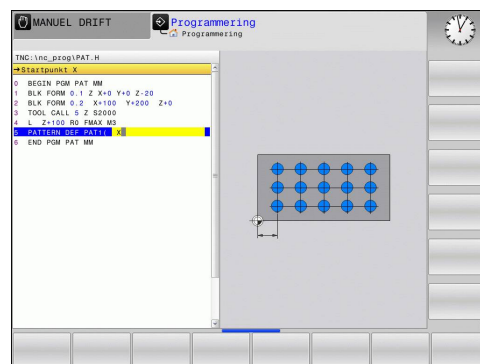 MANUEL DRIFT
Programmering
Programmering
TNC:\nc_prog\PAT.H
→Startpunkt X
0 BEGIN PGM PAT MM
1 BLK FORM 0.1 Z X+0 Y+0 Z-20
2 BLK FORM 0.2 X+100 Y+200 Z+0
3 TOOL CALL 5 Z S2000
4 L Z+100 R0 FMAX M3
5 PATTERN DEF PAT1( X
6 END PGM PAT MM